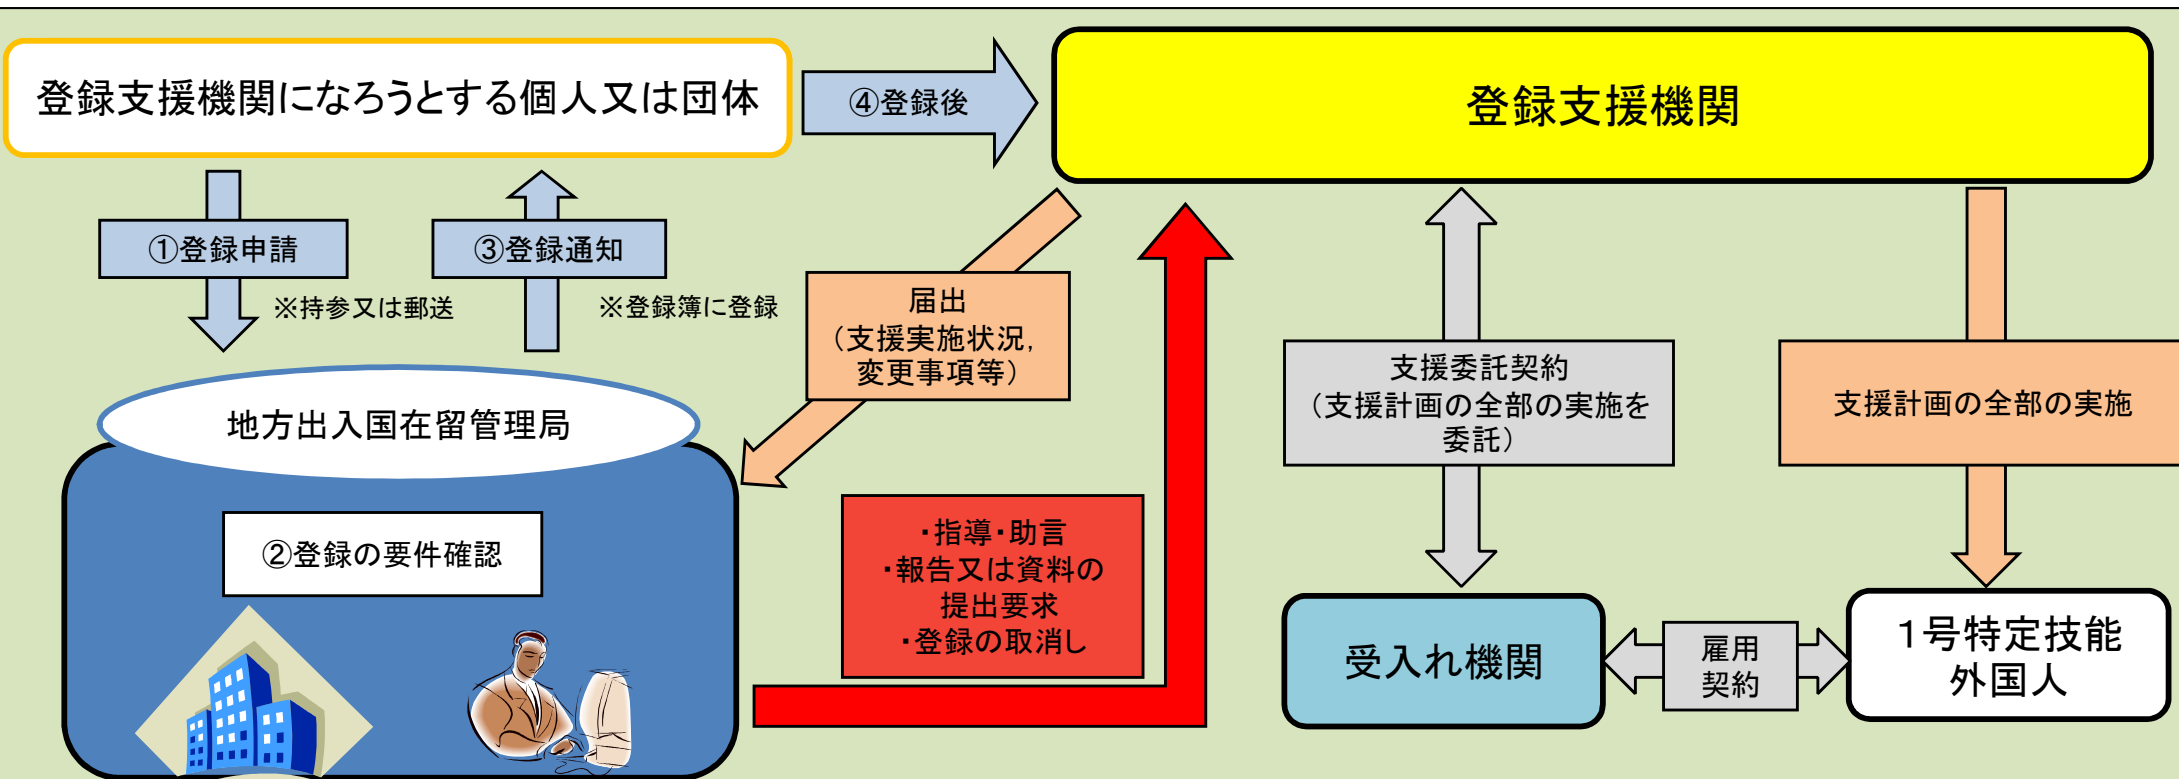 登録支援機関になろうとする個人又は団体
④登録後
登録支援機関
①登録申請
※持参又は郵送
③登録通知
※登録簿に登録
届出
（支援実施状況，
変更事項等）
支援委託契約
（支援計画の全部の実施を
委託）
支援計画の全部の実施
地方出入国在留管理局
②登録の要件確認
・指導・助言
・報告又は資料の
提出要求
・登録の取消し
受入れ機関
雇用
契約
１号特定技能
外国人